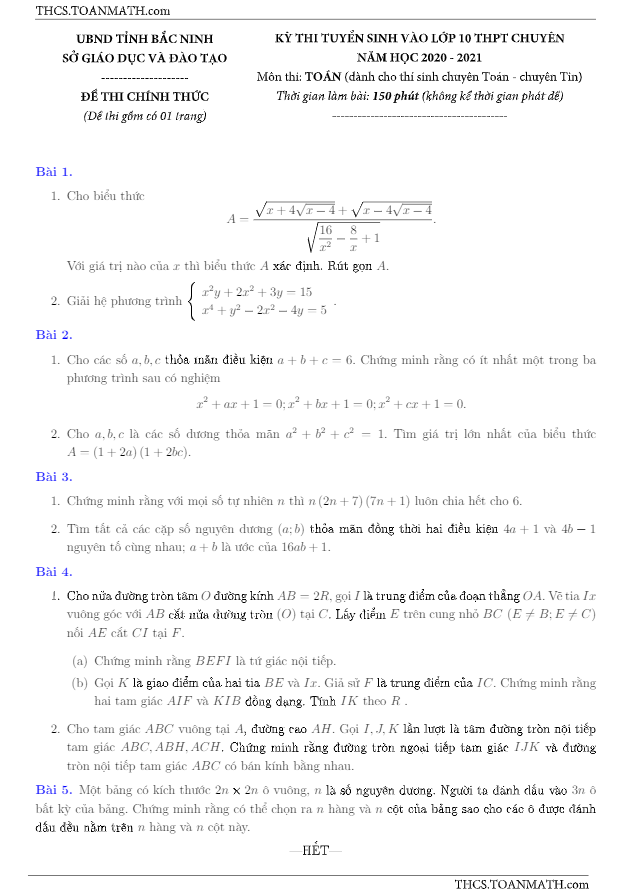 THCS.TOANMATH.com
UBND TỈNH BẮC NINH
SỞ GIÁO DỤC VÀ ĐÀO TẠO
--------------------
ĐỀ THI CHÍNH THỨC
(Đề thi gồm có 01 trang)
KỲ THI TUYỂN SINH VÀO LỚP 10 THPT CHUYÊN
NĂM HỌC 2020 - 2021
Môn thi: TOÁN (dành cho thí sinh chuyên Toán - chuyên Tin)
Thời gian làm bài: 150 phút (không kể thời gian phát đề)
----------------------------------------
Bài 1.
1. Cho biểu thức
A = \frac{\sqrt{x+4\sqrt{x-4}} + \sqrt{x-4\sqrt{x-4}}}{\sqrt{\frac{16}{x^2} - \frac{8}{x} + 1}}.
Với giá trị nào của x thì biểu thức A xác định. Rút gọn A.
2. Giải hệ phương trình { x²y + 2x² + 3y = 15
x⁴ + y² − 2x² − 4y = 5 .
Bài 2.
1. Cho các số a, b, c thỏa mãn điều kiện a + b + c = 6. Chứng minh rằng có ít nhất một trong ba
phương trình sau có nghiệm
x² + ax + 1 = 0; x² + bx + 1 = 0; x² + cx + 1 = 0.
2. Cho a, b, c là các số dương thỏa mãn a² + b² + c² = 1. Tìm giá trị lớn nhất của biểu thức
A = (1 + 2a) (1 + 2bc).
Bài 3.
1. Chứng minh rằng với mọi số tự nhiên n thì n (2n + 7) (7n + 1) luôn chia hết cho 6.
2. Tìm tất cả các cặp số nguyên dương (a; b) thỏa mãn đồng thời hai điều kiện 4a + 1 và 4b − 1
nguyên tố cùng nhau; a + b là ước của 16ab + 1.
Bài 4.
1. Cho nửa đường tròn tâm O đường kính AB = 2R, gọi I là trung điểm của đoạn thẳng OA. Vẽ tia Ix
vuông góc với AB cắt nửa đường tròn (O) tại C. Lấy điểm E trên cung nhỏ BC (E ≠ B; E ≠ C)
nối AE cắt CI tại F.
(a) Chứng minh rằng BEFI là tứ giác nội tiếp.
(b) Gọi K là giao điểm của hai tia BE và Ix. Giả sử F là trung điểm của IC. Chứng minh rằng
hai tam giác AIF và KIB đồng dạng. Tính IK theo R .
2. Cho tam giác ABC vuông tại A, đường cao AH. Gọi I, J, K lần lượt là tâm đường tròn nội tiếp
tam giác ABC, ABH, ACH. Chứng minh rằng đường tròn ngoại tiếp tam giác IJK và đường
tròn nội tiếp tam giác ABC có bán kính bằng nhau.
Bài 5. Một bảng có kích thước 2n × 2n ô vuông, n là số nguyên dương. Người ta đánh dấu vào 3n ô
bất kỳ của bảng. Chứng minh rằng có thể chọn ra n hàng và n cột của bảng sao cho các ô được đánh
dấu đều nằm trên n hàng và n cột này.
—HẾT—
THCS.TOANMATH.com